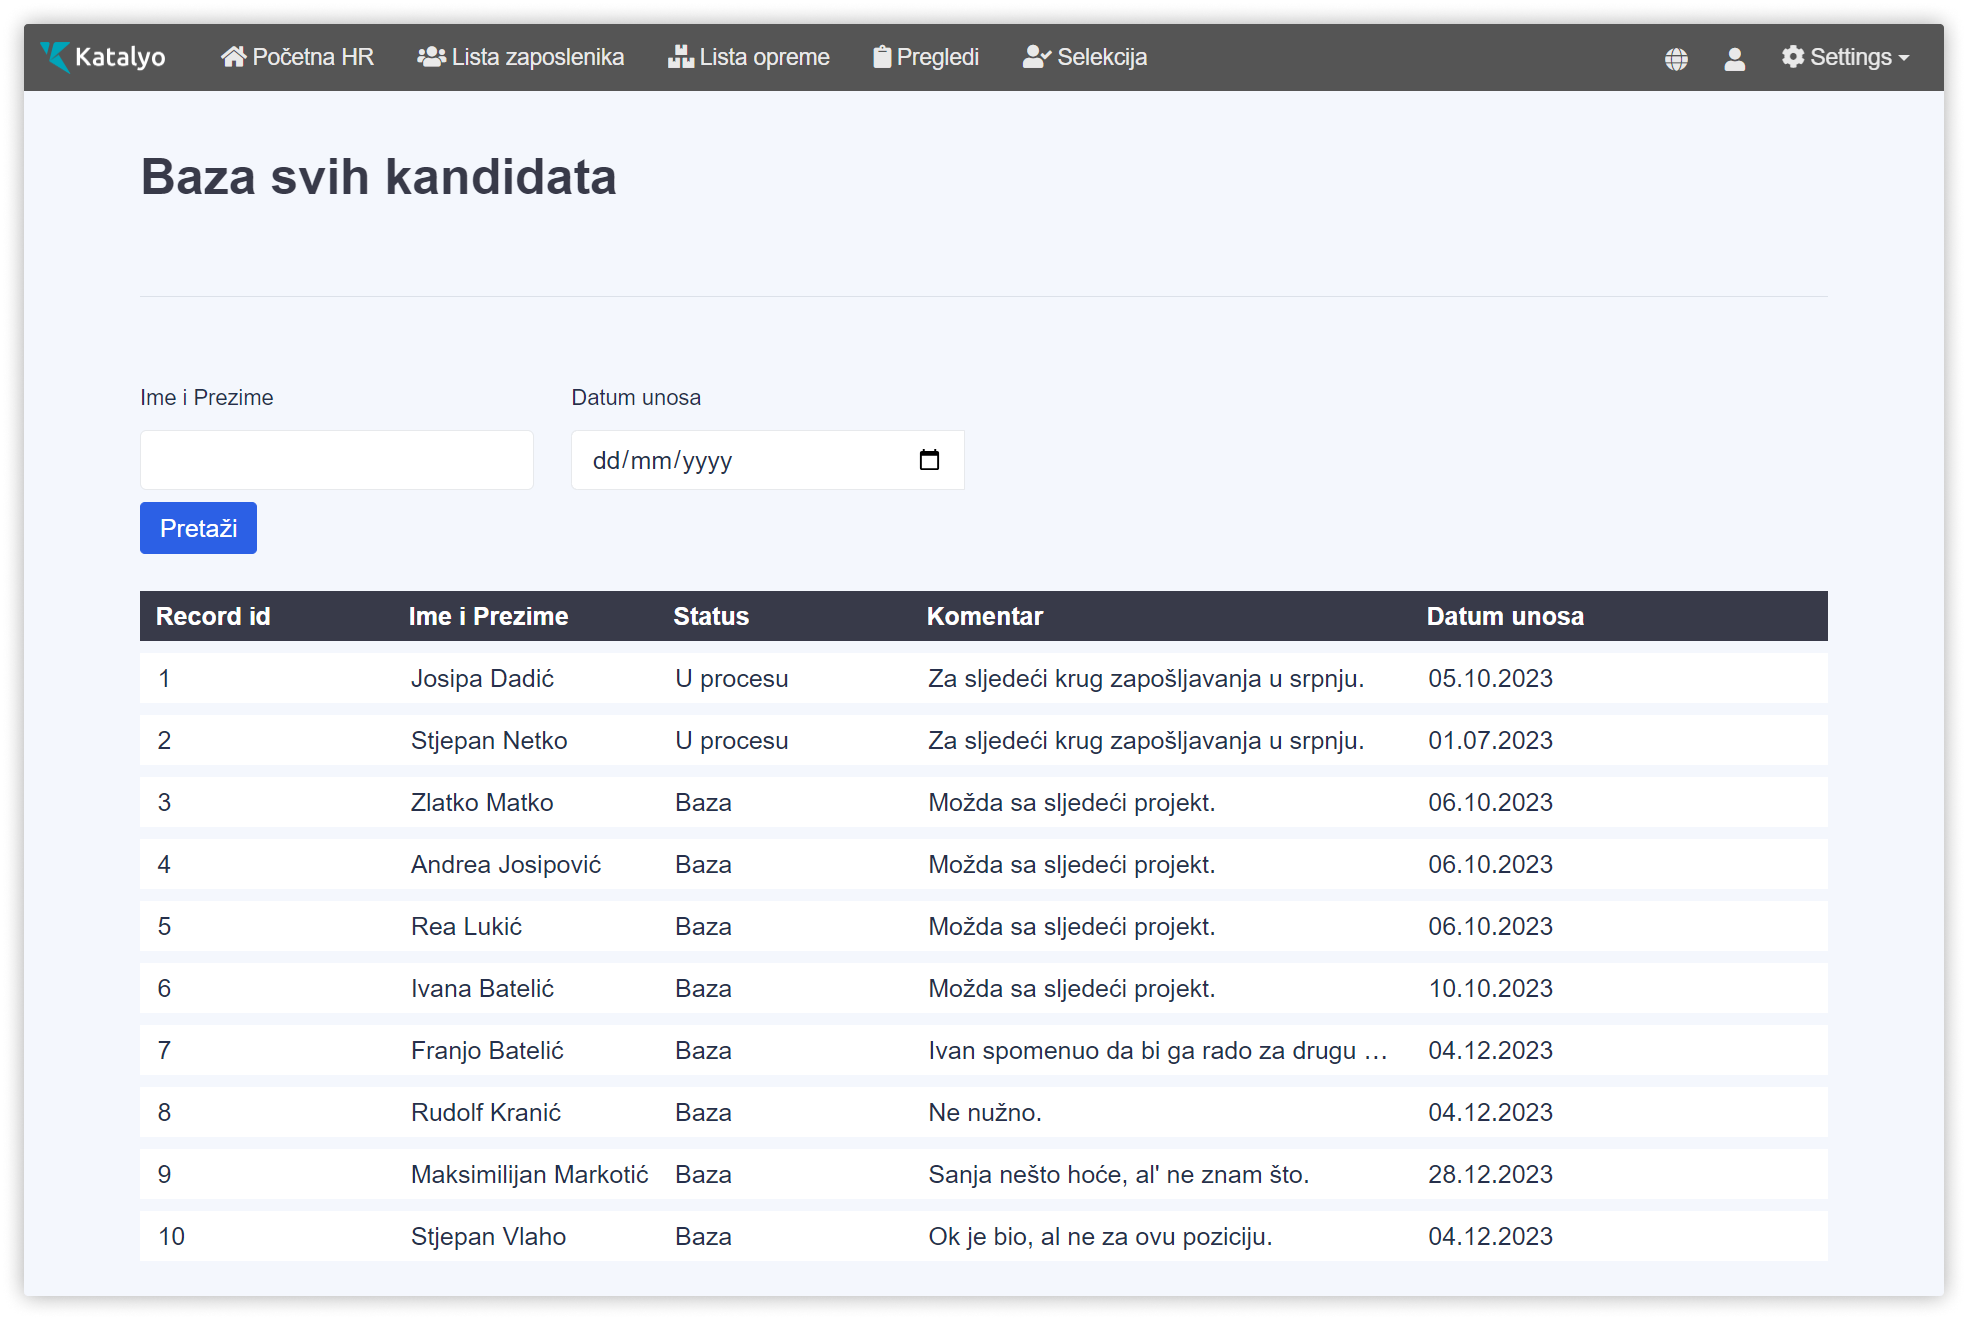 Katalyo Početna HR Lista zaposlenika Lista opreme Pregledi Selekcija Settings
Baza svih kandidata
Ime i Prezime Datum unosa
dd/mm/yyyy
Pretaži
Record id Ime i Prezime Status Komentar Datum unosa
1 Josipa Dadić U procesu Za sljedeći krug zapošljavanja u srpnju. 05.10.2023
2 Stjepan Netko U procesu Za sljedeći krug zapošljavanja u srpnju. 01.07.2023
3 Zlatko Matko Baza Možda sa sljedeći projekt. 06.10.2023
4 Andrea Josipović Baza Možda sa sljedeći projekt. 06.10.2023
5 Rea Lukić Baza Možda sa sljedeći projekt. 06.10.2023
6 Ivana Batelić Baza Možda sa sljedeći projekt. 10.10.2023
7 Franjo Batelić Baza Ivan spomenuo da bi ga rado za drugu … 04.12.2023
8 Rudolf Kranić Baza Ne nužno. 04.12.2023
9 Maksimilijan Markotić Baza Sanja nešto hoće, al' ne znam što. 28.12.2023
10 Stjepan Vlaho Baza Ok je bio, al ne za ovu poziciju. 04.12.2023